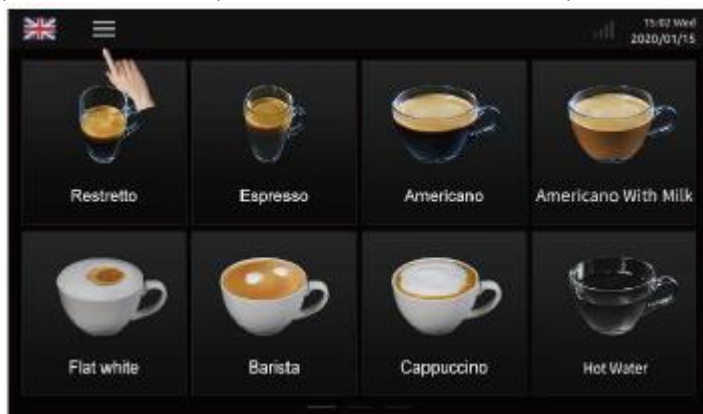 15:02 Wed
2020/01/15
Restretto
Espresso
Americano
Americano With Milk
Flat white
Barista
Cappuccino
Hot Water